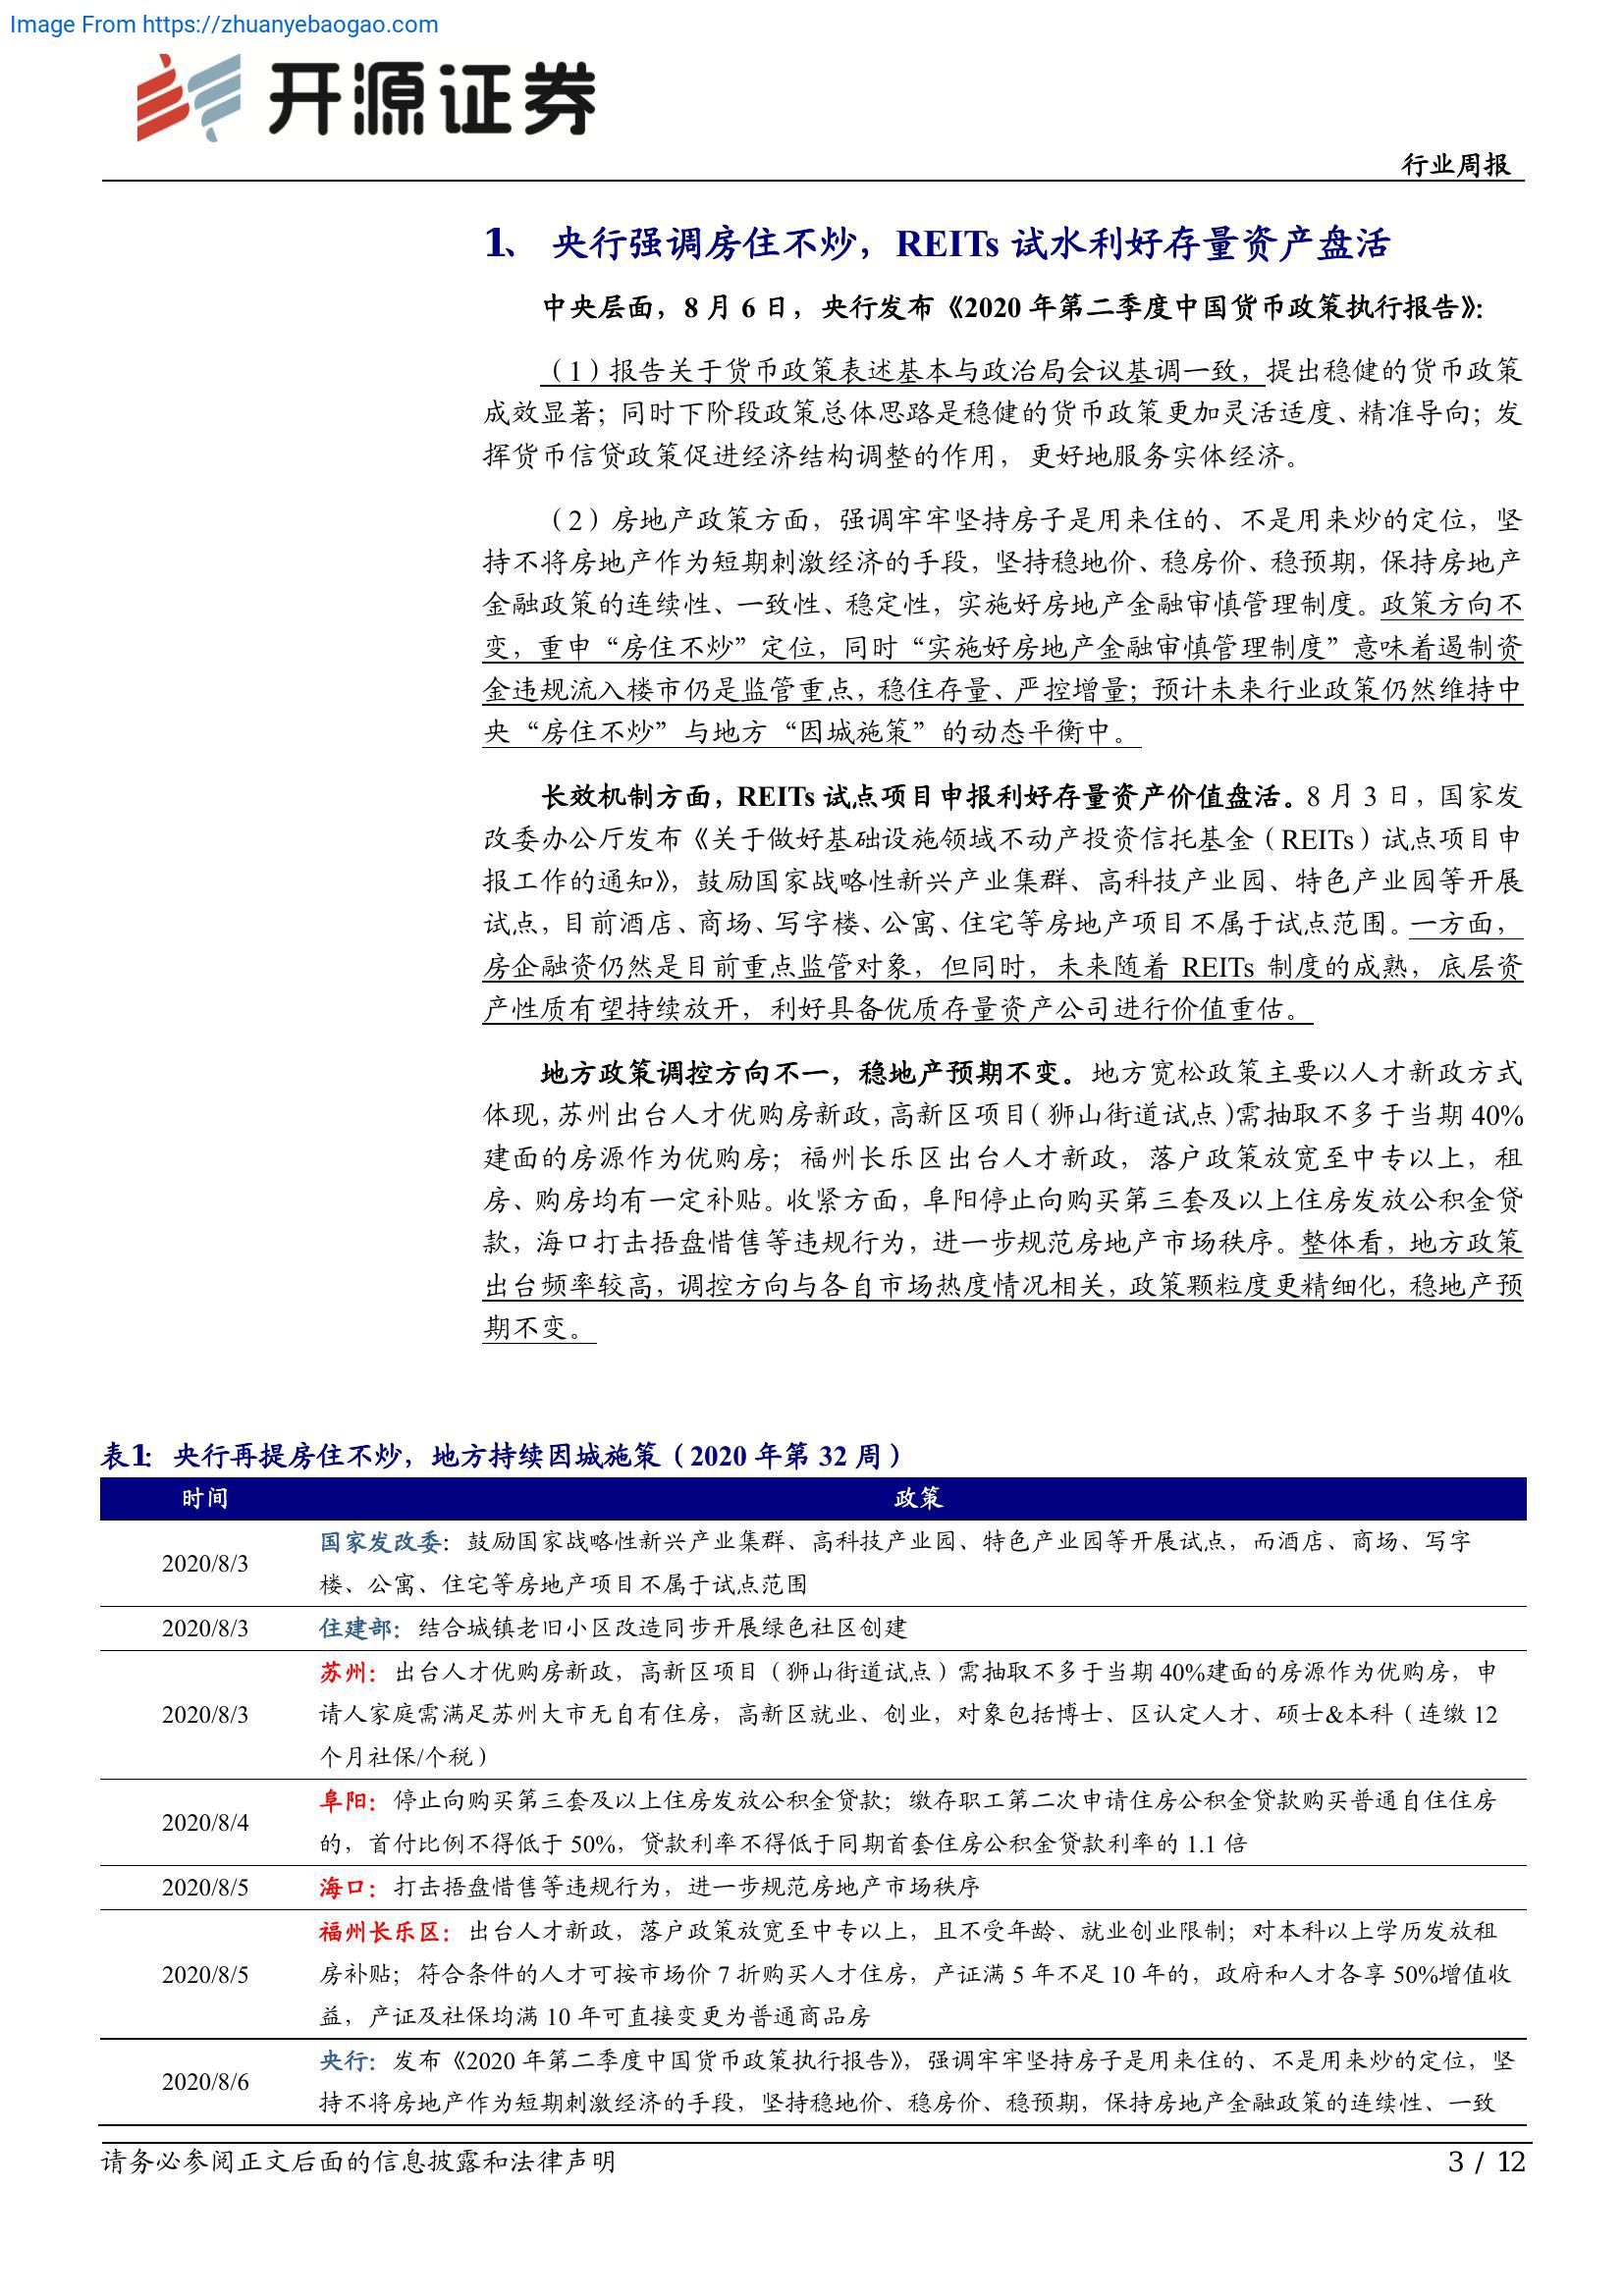 Image From https://zhuanyebaogao.com
开源证券
行业周报
1、 央行强调房住不炒，REITs 试水利好存量资产盘活
中央层面，8 月 6 日，央行发布《2020 年第二季度中国货币政策执行报告》：
（1）报告关于货币政策表述基本与政治局会议基调一致，提出稳健的货币政策
成效显著；同时下阶段政策总体思路是稳健的货币政策更加灵活适度、精准导向；发
挥货币信贷政策促进经济结构调整的作用，更好地服务实体经济。
（2）房地产政策方面，强调牢牢坚持房子是用来住的、不是用来炒的定位，坚
持不将房地产作为短期刺激经济的手段，坚持稳地价、稳房价、稳预期，保持房地产
金融政策的连续性、一致性、稳定性，实施好房地产金融审慎管理制度。政策方向不
变，重申“房住不炒”定位，同时“实施好房地产金融审慎管理制度”意味着遏制资
金违规流入楼市仍是监管重点，稳住存量、严控增量；预计未来行业政策仍然维持中
央“房住不炒”与地方“因城施策”的动态平衡中。
长效机制方面，REITs 试点项目申报利好存量资产价值盘活。8 月 3 日，国家发
改委办公厅发布《关于做好基础设施领域不动产投资信托基金（REITs）试点项目申
报工作的通知》，鼓励国家战略性新兴产业集群、高科技产业园、特色产业园等开展
试点，目前酒店、商场、写字楼、公寓、住宅等房地产项目不属于试点范围。一方面，
房企融资仍然是目前重点监管对象，但同时，未来随着 REITs 制度的成熟，底层资
产性质有望持续放开，利好具备优质存量资产公司进行价值重估。
地方政策调控方向不一，稳地产预期不变。地方宽松政策主要以人才新政方式
体现，苏州出台人才优购房新政，高新区项目（狮山街道试点）需抽取不多于当期 40%
建面的房源作为优购房；福州长乐区出台人才新政，落户政策放宽至中专以上，租
房、购房均有一定补贴。收紧方面，阜阳停止向购买第三套及以上住房发放公积金贷
款，海口打击捂盘惜售等违规行为，进一步规范房地产市场秩序。整体看，地方政策
出台频率较高，调控方向与各自市场热度情况相关，政策颗粒度更精细化，稳地产预
期不变。
表1：央行再提房住不炒，地方持续因城施策（2020 年第 32 周）
时间 政策
2020/8/3 国家发改委：鼓励国家战略性新兴产业集群、高科技产业园、特色产业园等开展试点，而酒店、商场、写字
楼、公寓、住宅等房地产项目不属于试点范围
2020/8/3 住建部：结合城镇老旧小区改造同步开展绿色社区创建
2020/8/3 苏州：出台人才优购房新政，高新区项目（狮山街道试点）需抽取不多于当期 40%建面的房源作为优购房，申
请人家庭需满足苏州大市无自有住房，高新区就业、创业，对象包括博士、区认定人才、硕士&本科（连缴 12
个月社保/个税）
2020/8/4 阜阳：停止向购买第三套及以上住房发放公积金贷款；缴存职工第二次申请住房公积金贷款购买普通自住住房
的，首付比例不得低于 50%，贷款利率不得低于同期首套住房公积金贷款利率的 1.1 倍
2020/8/5 海口：打击捂盘惜售等违规行为，进一步规范房地产市场秩序
2020/8/5 福州长乐区：出台人才新政，落户政策放宽至中专以上，且不受年龄、就业创业限制；对本科以上学历发放租
房补贴；符合条件的人才可按市场价 7 折购买人才住房，产证满 5 年不足 10 年的，政府和人才各享 50%增值收
益，产证及社保均满 10 年可直接变更为普通商品房
2020/8/6 央行：发布《2020 年第二季度中国货币政策执行报告》，强调牢牢坚持房子是用来住的、不是用来炒的定位，坚
持不将房地产作为短期刺激经济的手段，坚持稳地价、稳房价、稳预期，保持房地产金融政策的连续性、一致
请务必参阅正文后面的信息披露和法律声明 3 / 12